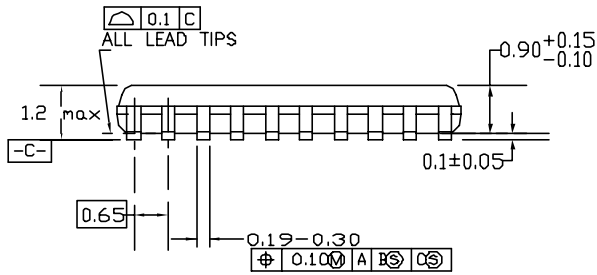 ⌓ 0.1 C
ALL LEAD TIPS
0.90 +0.15 -0.10
1.2 max
-C-
0.1±0.05
0.65
0.19-0.30
⌖ 0.10Ⓜ A BⓈ CⓈ